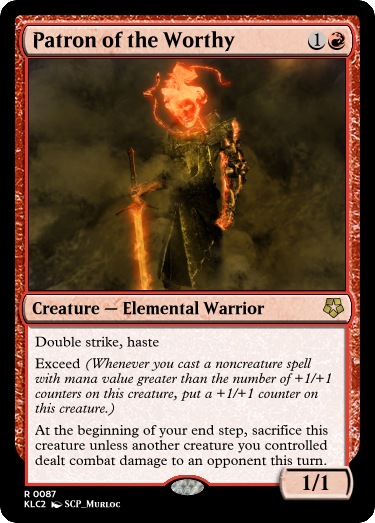 Patron of the Worthy
1
Creature — Elemental Warrior
Double strike, haste
Exceed (Whenever you cast a noncreature spell
with mana value greater than the number of +1/+1
counters on this creature, put a +1/+1 counter on
this creature.)
At the beginning of your end step, sacrifice this
creature unless another creature you controlled
dealt combat damage to an opponent this turn.
1/1
R 0087
KLC2 SCP_Murloc